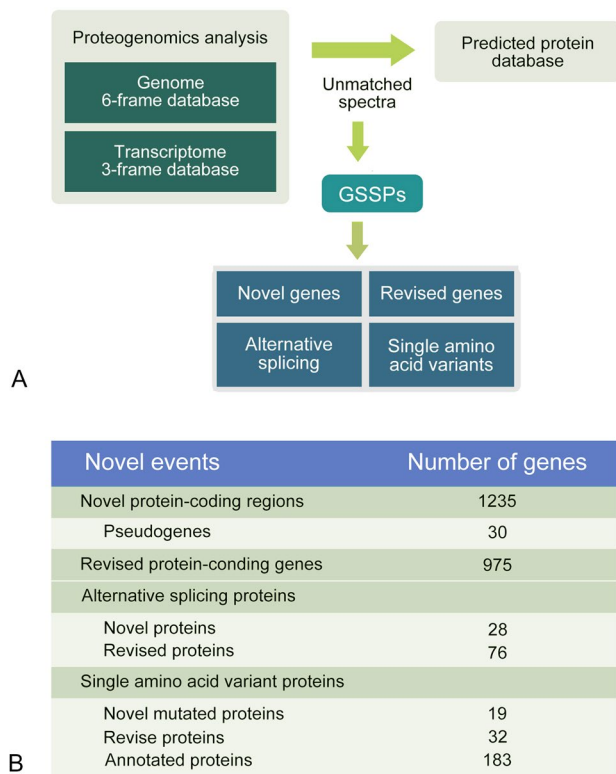 Proteogenomics analysis
Genome
6-frame database
Transcriptome
3-frame database
Predicted protein
database
Unmatched
spectra
GSSPs
Novel genes
Revised genes
Alternative
splicing
Single amino
acid variants
A
Novel events Number of genes
Novel protein-coding regions 1235
Pseudogenes 30
Revised protein-conding genes 975
Alternative splicing proteins
Novel proteins 28
Revised proteins 76
Single amino acid variant proteins
Novel mutated proteins 19
Revise proteins 32
Annotated proteins 183
B